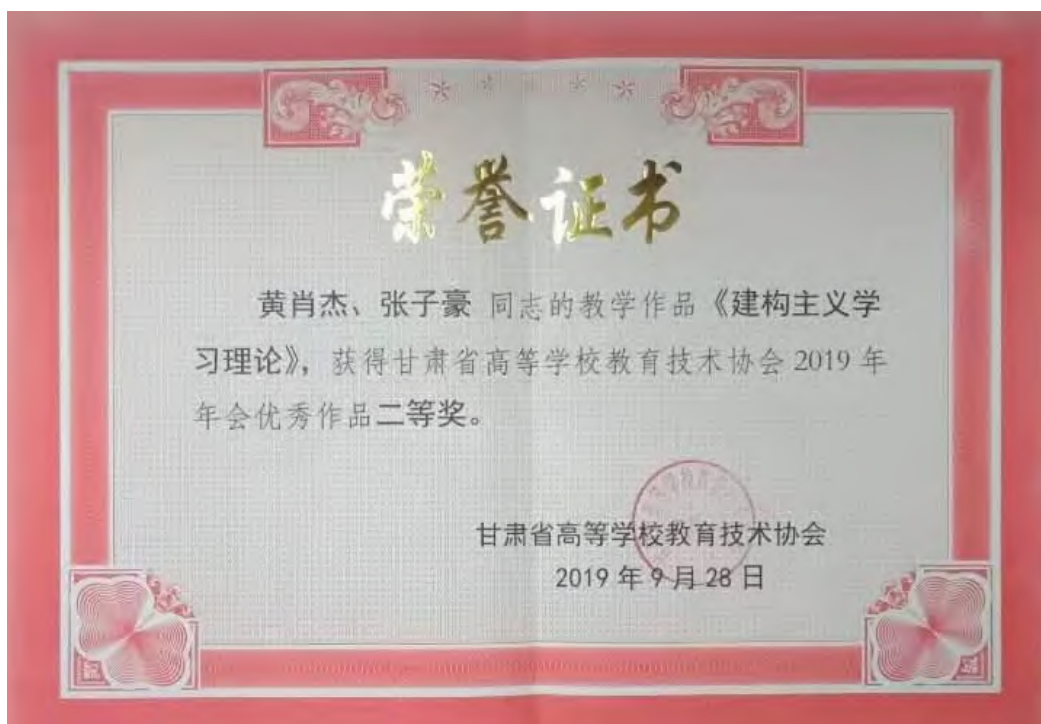 荣誉证书
黄肖杰、张子豪 同志的教学作品《建构主义学
习理论》，获得甘肃省高等学校教育技术协会 2019 年
年会优秀作品二等奖。
甘肃省高等学校教育技术协会
2019 年 9 月 28 日